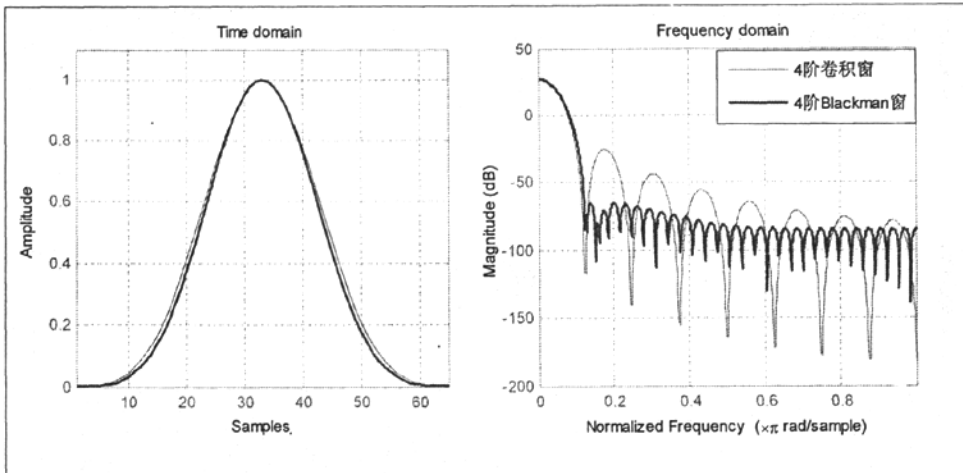 Time domain
1
0.8
0.6
0.4
0.2
0
10
20
30
40
50
60
Amplitude
Samples.
Frequency domain
4阶卷积窗
4阶Blackman窗
50
0
-50
-100
-150
-200
0
0.2
0.4
0.6
0.8
Magnitude (dB)
Normalized Frequency (×π rad/sample)